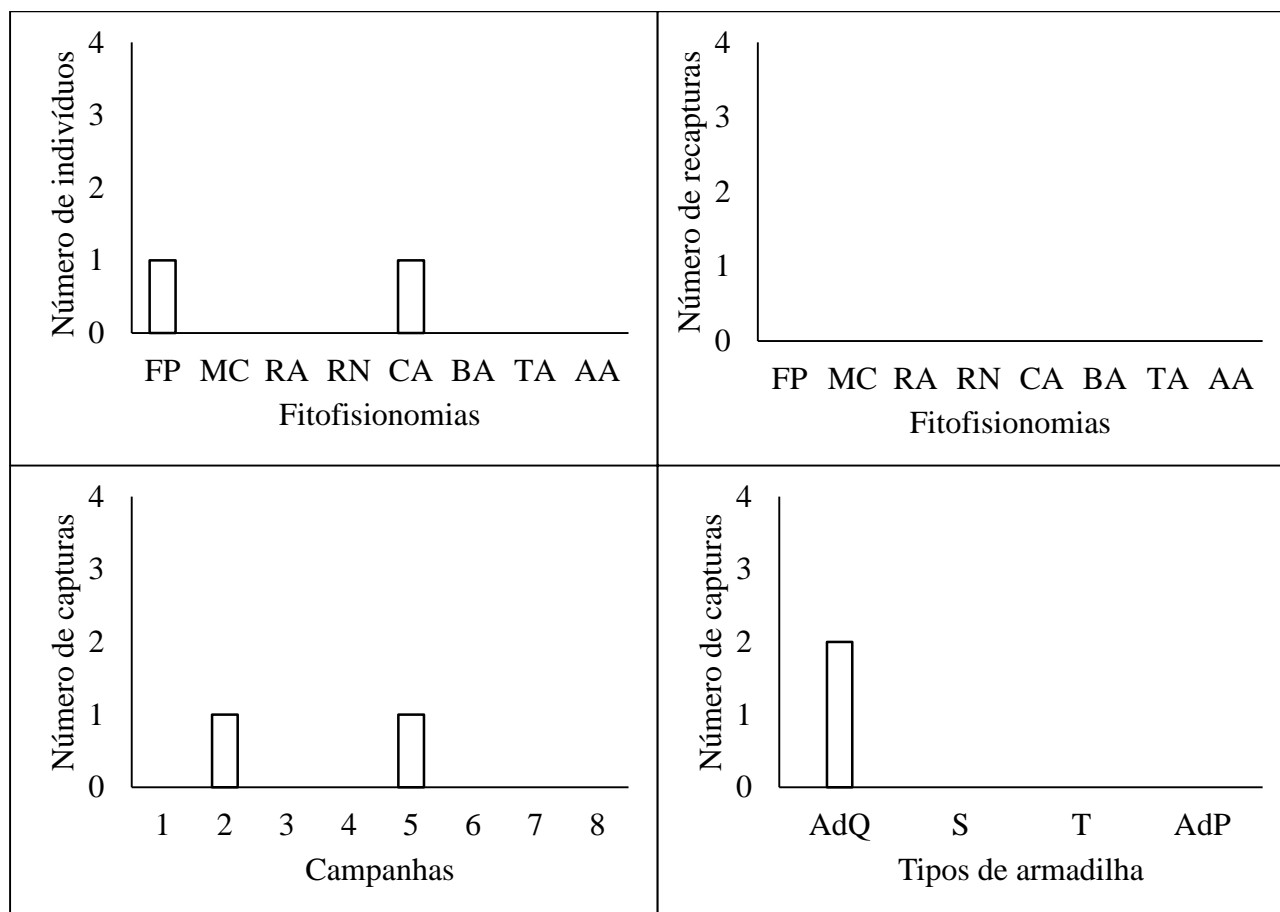 Número de indivíduos
4
3
2
1
0
FP MC RA RN CA BA TA AA
Fitofisionomias
Número de recapturas
4
3
2
1
0
FP MC RA RN CA BA TA AA
Fitofisionomias
Número de capturas
4
3
2
1
0
1 2 3 4 5 6 7 8
Campanhas
Número de capturas
4
3
2
1
0
AdQ S T AdP
Tipos de armadilha